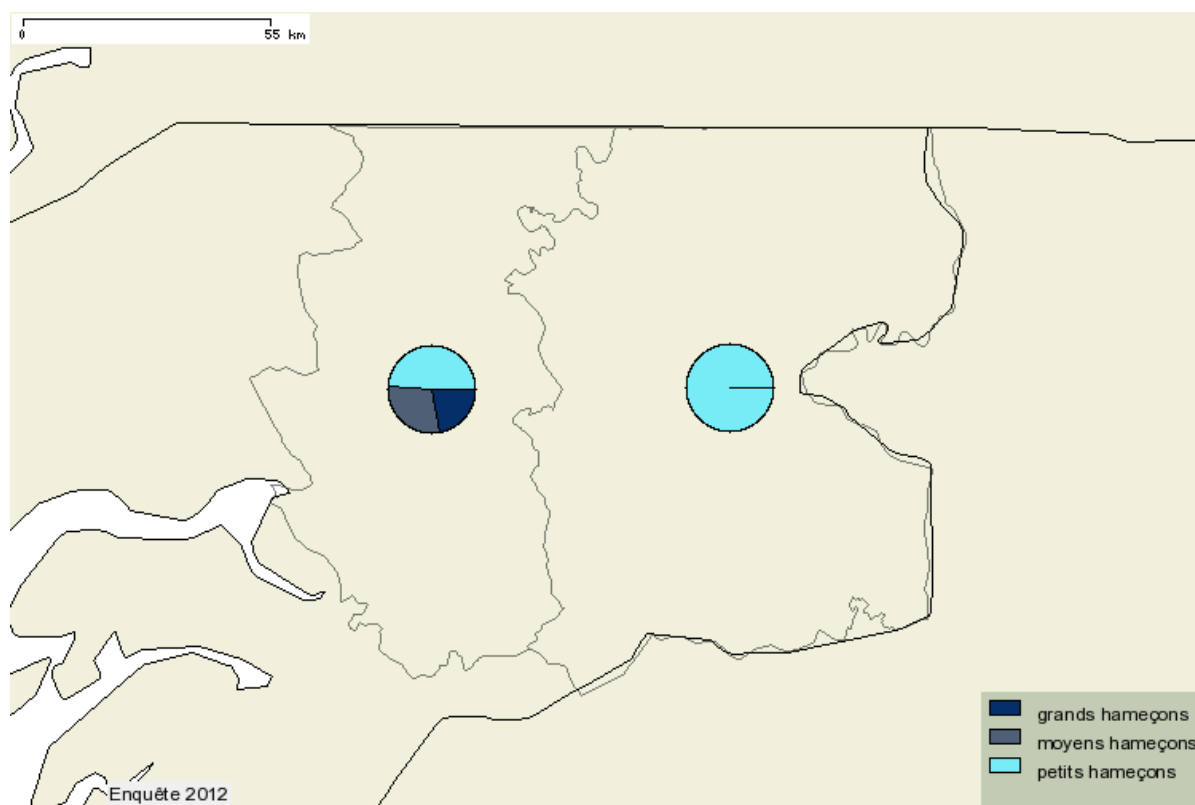 0 55 km
grands hameçons
moyens hameçons
petits hameçons
Enquête 2012